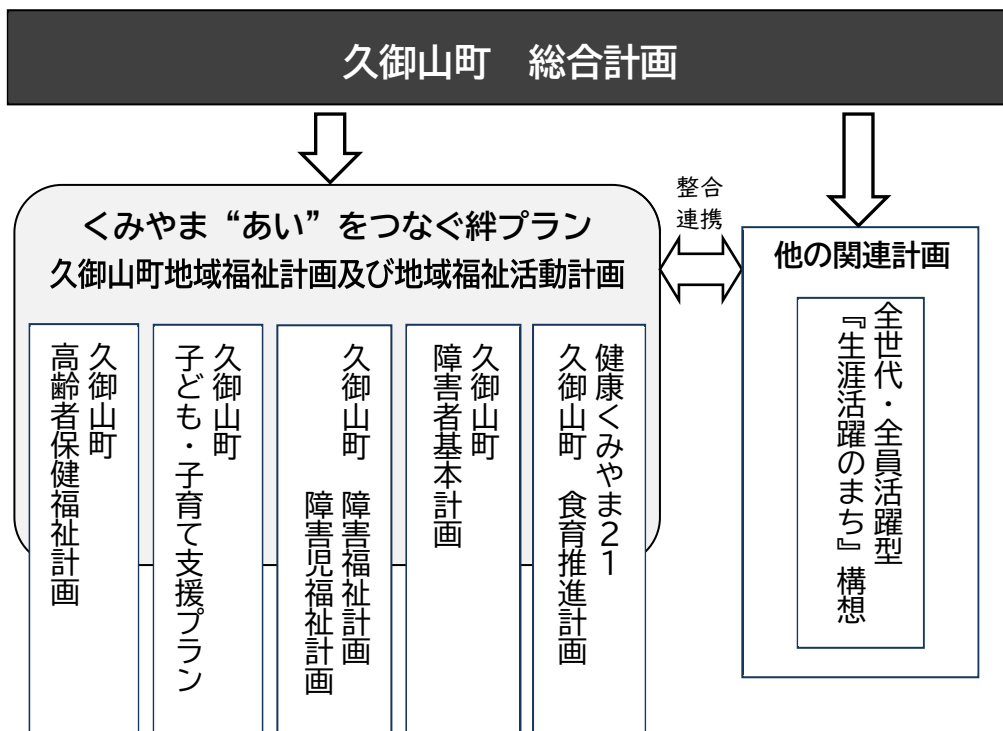 久御山町　総合計画
くみやま“あい”をつなぐ絆プラン
久御山町地域福祉計画及び地域福祉活動計画
整合
連携
他の関連計画
全世代・全員活躍型
『生涯活躍のまち』構想
健康くみやま２１
久御山町　食育推進計画
久御山町
障害者基本計画
久御山町　障害福祉計画
障害児福祉計画
久御山町
子ども・子育て支援プラン
久御山町
高齢者保健福祉計画